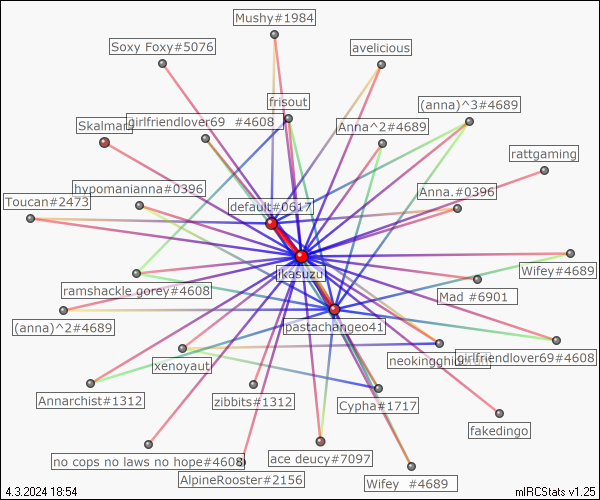 Mushy#1984
Soxy Foxy#5076
avelicious
frisout
(anna)^3#4689
girlfriendlover69 #4608
Skalman
Anna^2#4689
rattgaming
hypomanianna#0396
Anna.#0396
Toucan#2473
default#0617
Wifey#4689
ikasuzu
ramshackle gorey#4608
Mad #6901
(anna)^2#4689
pastachangeo41
girlfriendlover69#4608
xenoyaut
Annarchist#1312
zibbits#1312
Cypha#1717
fakedingo
no cops no laws no hope#4608
ace deucy#7097
AlpineRooster#2156
Wifey #4689
4.3.2024 18:54
mIRCStats v1.25